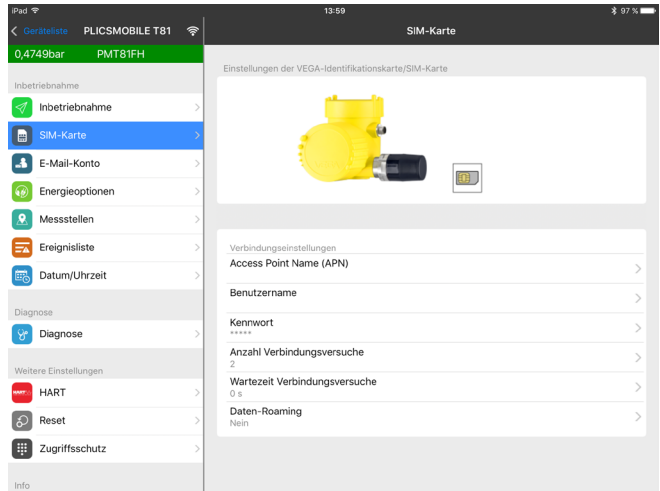 iPad 13:59 97 %
Geräteliste PLICSMOBILE T81 SIM-Karte
0,4749bar PMT81FH
Inbetriebnahme
Inbetriebnahme
SIM-Karte
E-Mail-Konto
Energieoptionen
Messstellen
Ereignisliste
Datum/Uhrzeit
Diagnose
Diagnose
Weitere Einstellungen
HART
HART
Reset
Zugriffsschutz
Info
Einstellungen der VEGA-Identifikationskarte/SIM-Karte
Verbindungseinstellungen
Access Point Name (APN)
Benutzername
Kennwort
*****
Anzahl Verbindungsversuche
2
Wartezeit Verbindungsversuche
0 s
Daten-Roaming
Nein